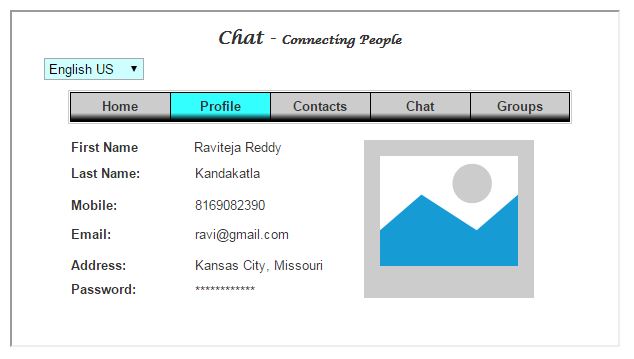 Chat - Connecting People
English US ▼
Home Profile Contacts Chat Groups
First Name Raviteja Reddy
Last Name: Kandakatla
Mobile: 8169082390
Email: ravi@gmail.com
Address: Kansas City, Missouri
Password: ************